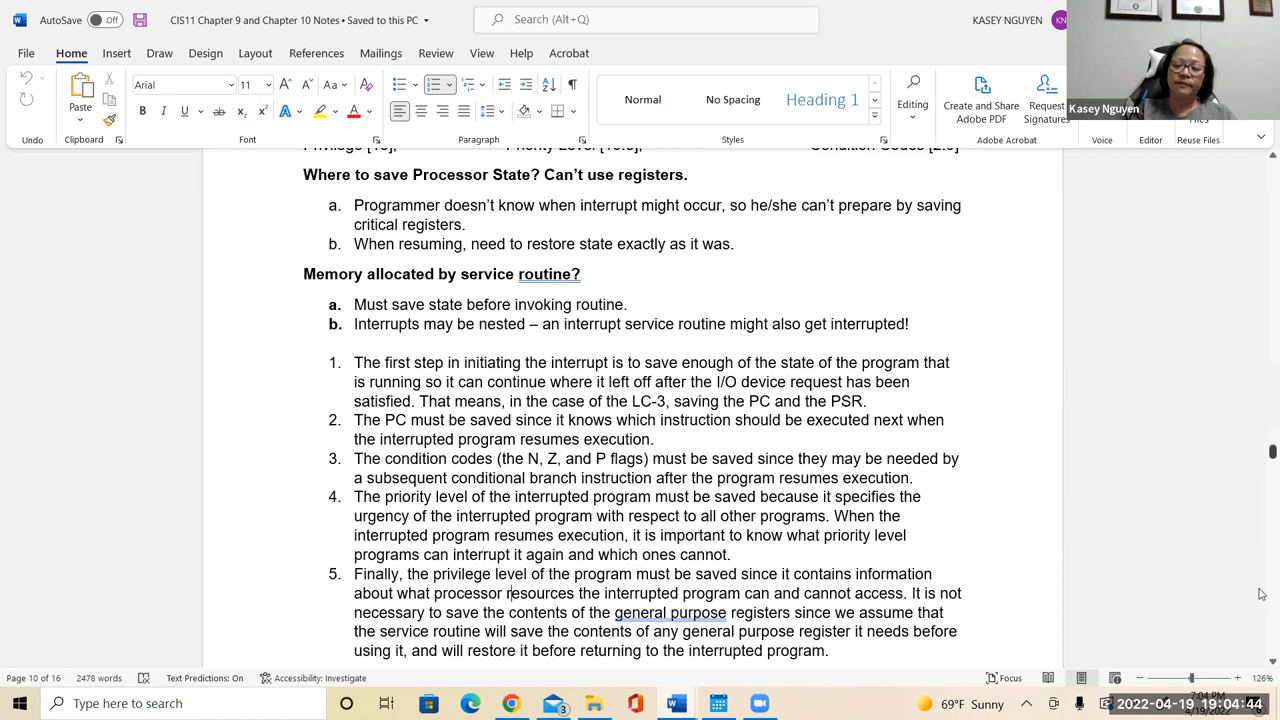 AutoSave Off CIS11 Chapter 9 and Chapter 10 Notes • Saved to this PC Search (Alt+Q) KASEY NGUYEN KN
File Home Insert Draw Design Layout References Mailings Review View Help Acrobat
Arial 11 Aa
Paste
Normal No Spacing Heading 1
Editing
Create and Share Adobe PDF
Request Signatures
Kasey Nguyen
Undo Clipboard Font Paragraph Styles Adobe Acrobat Voice Editor Reuse Files
Where to save Processor State? Can't use registers.
a. Programmer doesn't know when interrupt might occur, so he/she can't prepare by saving
critical registers.
b. When resuming, need to restore state exactly as it was.
Memory allocated by service routine?
a. Must save state before invoking routine.
b. Interrupts may be nested – an interrupt service routine might also get interrupted!
1. The first step in initiating the interrupt is to save enough of the state of the program that
is running so it can continue where it left off after the I/O device request has been
satisfied. That means, in the case of the LC-3, saving the PC and the PSR.
2. The PC must be saved since it knows which instruction should be executed next when
the interrupted program resumes execution.
3. The condition codes (the N, Z, and P flags) must be saved since they may be needed by
a subsequent conditional branch instruction after the program resumes execution.
4. The priority level of the interrupted program must be saved because it specifies the
urgency of the interrupted program with respect to all other programs. When the
interrupted program resumes execution, it is important to know what priority level
programs can interrupt it again and which ones cannot.
5. Finally, the privilege level of the program must be saved since it contains information
about what processor resources the interrupted program can and cannot access. It is not
necessary to save the contents of the general purpose registers since we assume that
the service routine will save the contents of any general purpose register it needs before
using it, and will restore it before returning to the interrupted program.
Page 10 of 16 2478 words Text Predictions: On Accessibility: Investigate Focus 126%
Type here to search 3 69°F Sunny 7:04 PM
2022-04-19 19:04:44